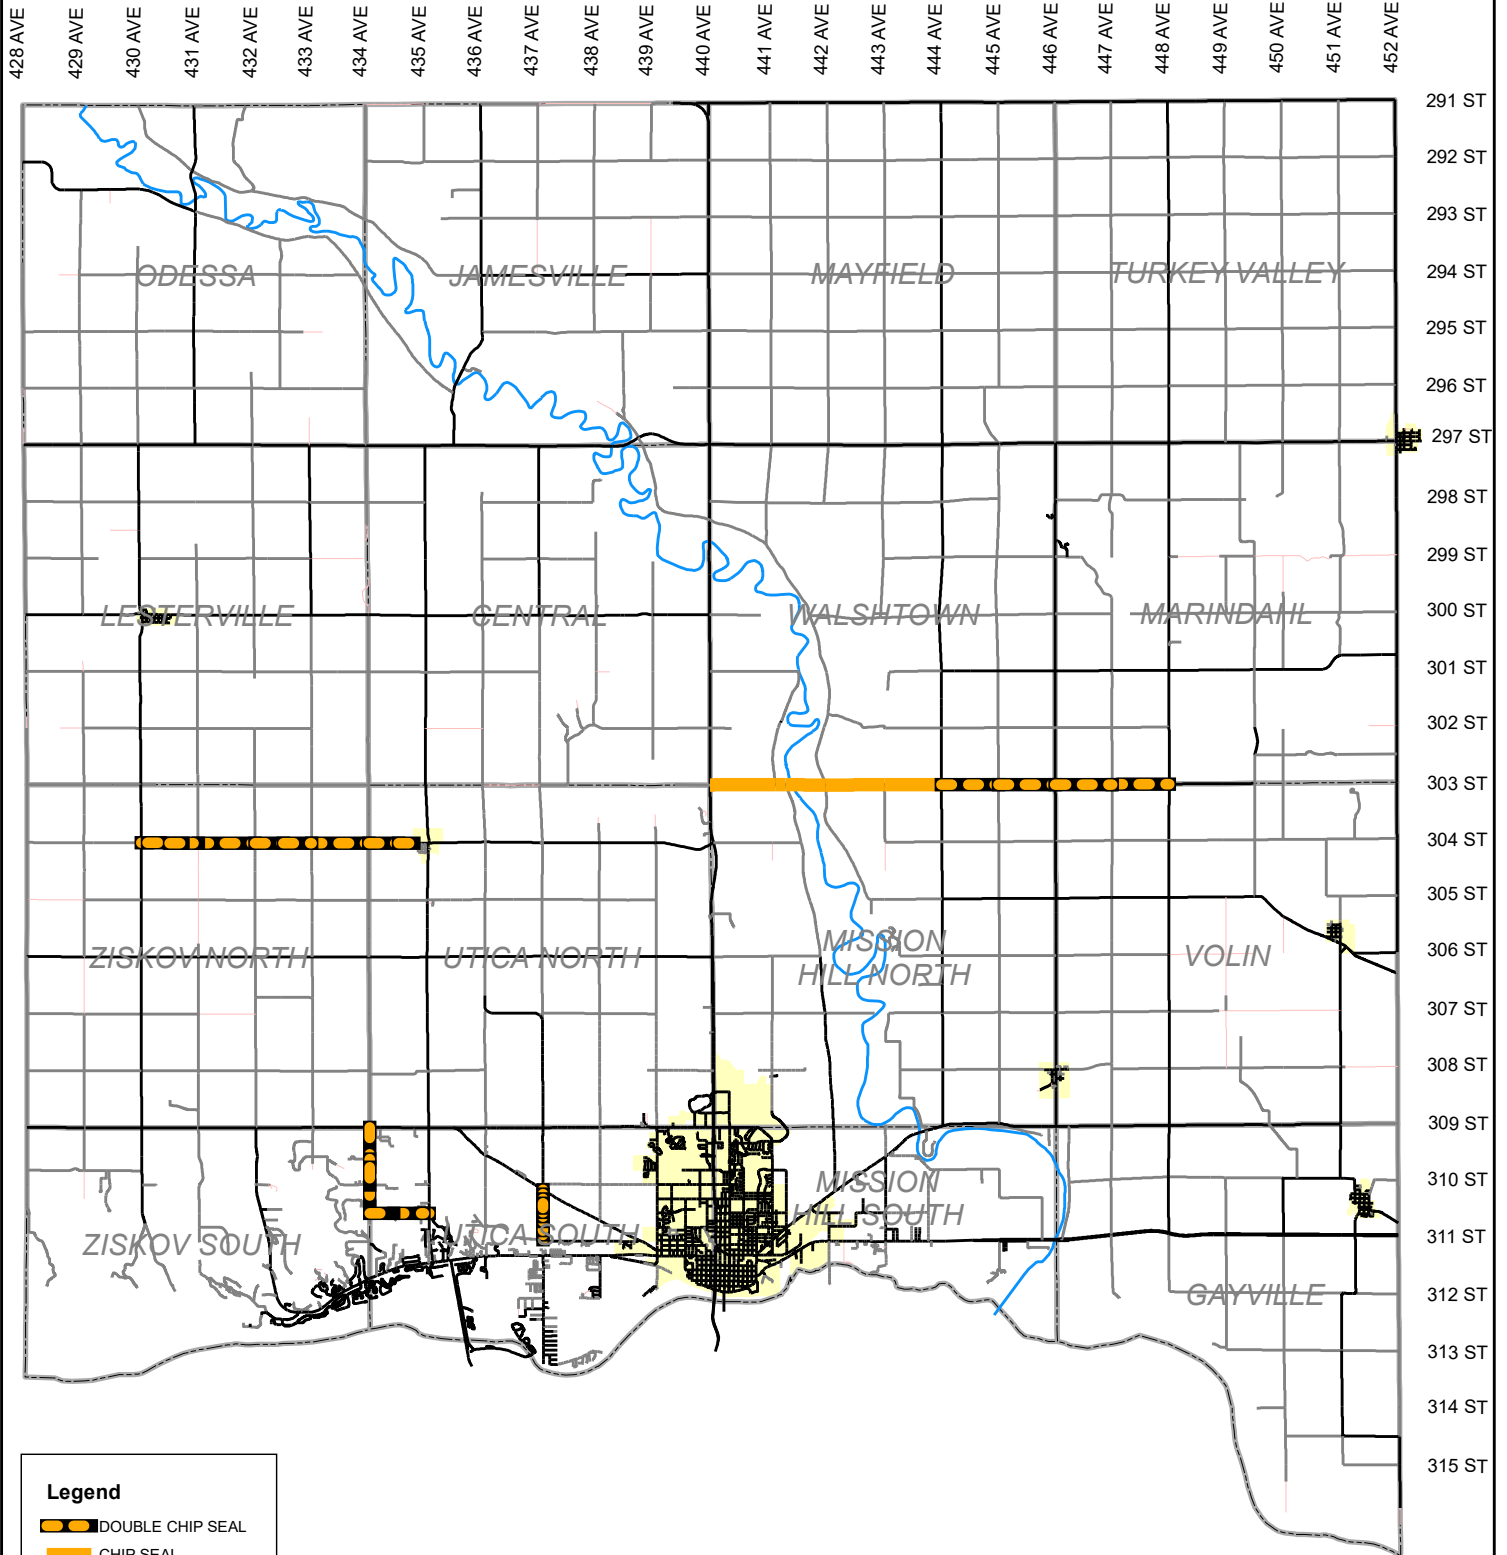 428 AVE
429 AVE
430 AVE
431 AVE
432 AVE
433 AVE
434 AVE
435 AVE
436 AVE
437 AVE
438 AVE
439 AVE
440 AVE
441 AVE
442 AVE
443 AVE
444 AVE
445 AVE
446 AVE
447 AVE
448 AVE
449 AVE
450 AVE
451 AVE
452 AVE
291 ST
292 ST
293 ST
294 ST
295 ST
296 ST
297 ST
298 ST
299 ST
300 ST
301 ST
302 ST
303 ST
304 ST
305 ST
306 ST
307 ST
308 ST
309 ST
310 ST
311 ST
312 ST
313 ST
314 ST
315 ST
ODESSA
JAMESVILLE
MAYFIELD
TURKEY VALLEY
LESTERVILLE
CENTRAL
WALSHTOWN
MARINDAHL
ZISKOV NORTH
UTICA NORTH
MISSION
HILL NORTH
VOLIN
ZISKOV SOUTH
UTICA SOUTH
MISSION
HILL SOUTH
GAYVILLE
Legend
DOUBLE CHIP SEAL
CHIP SEAL